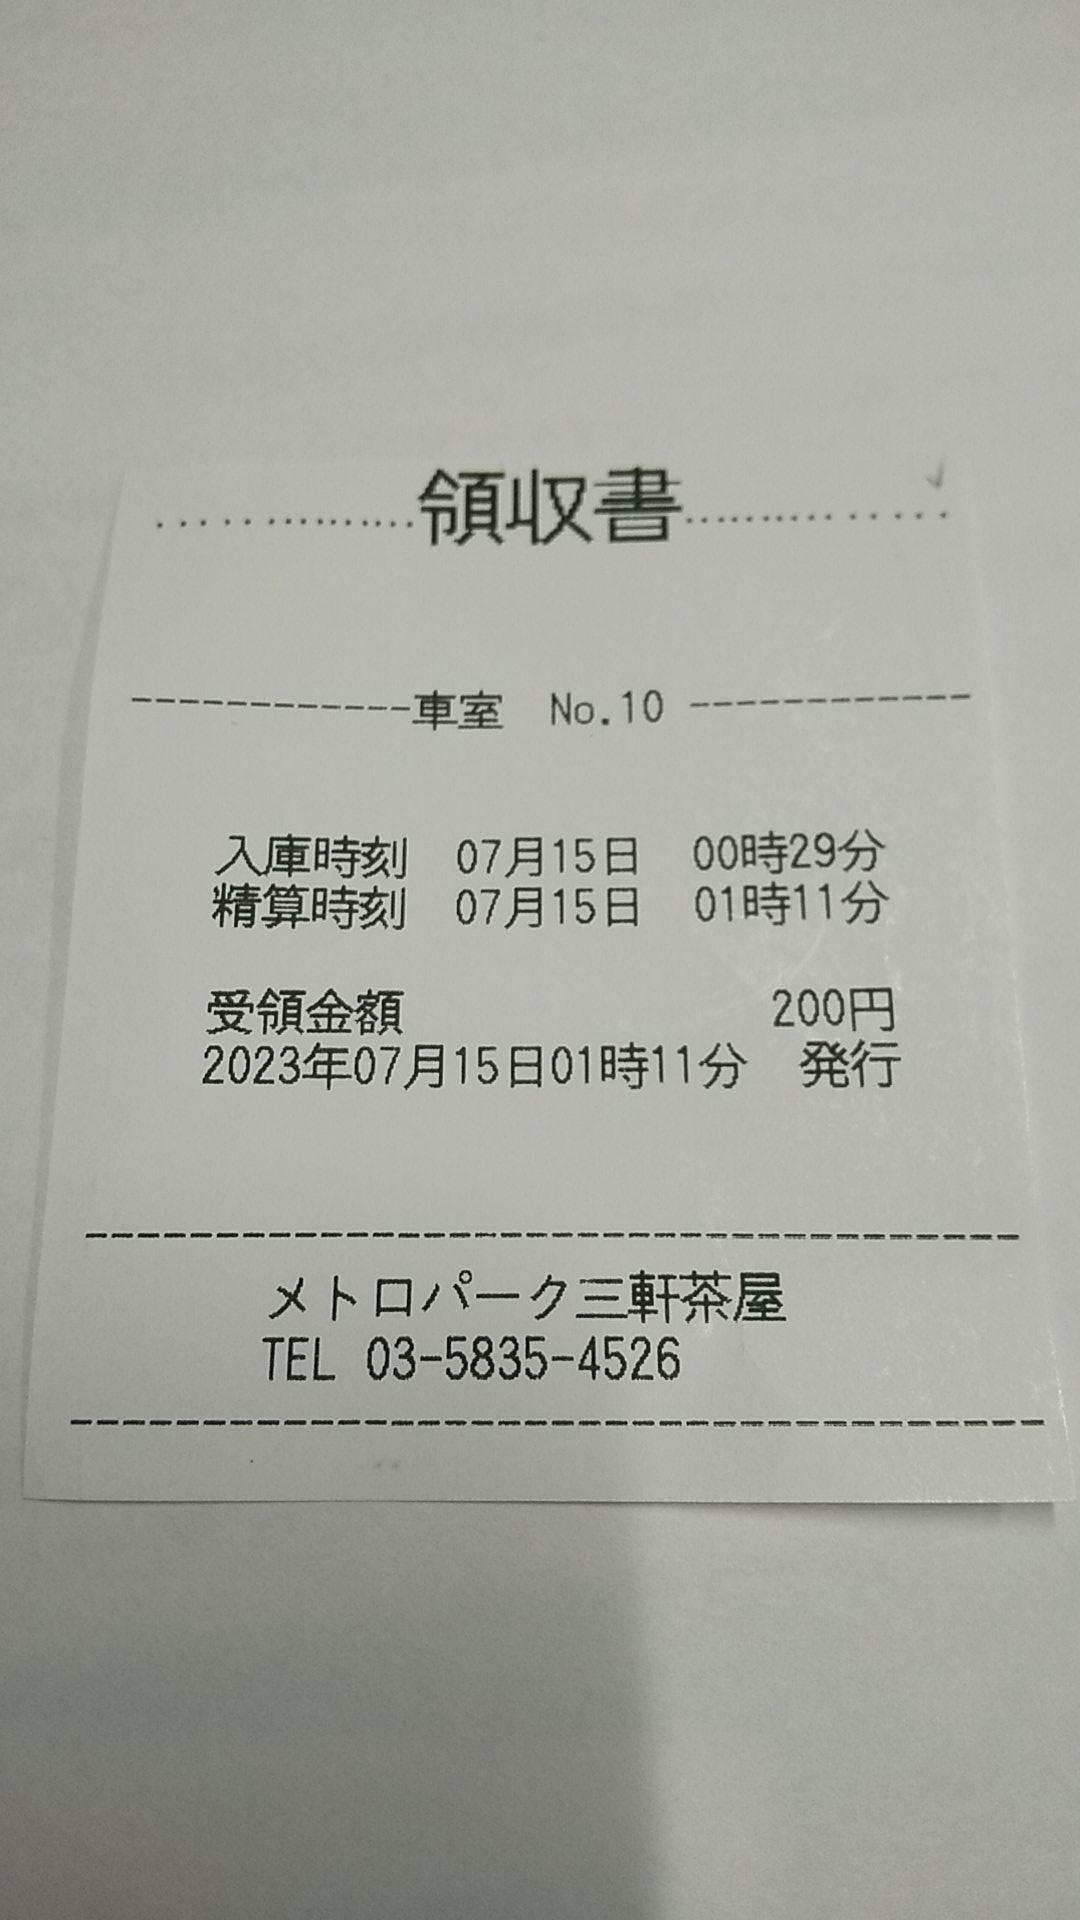 ...............領収書...............
------------車室 No.10 ------------
入庫時刻 07月15日 00時29分
精算時刻 07月15日 01時11分
受領金額 200円
2023年07月15日01時11分 発行
メトロパーク三軒茶屋
TEL 03-5835-4526